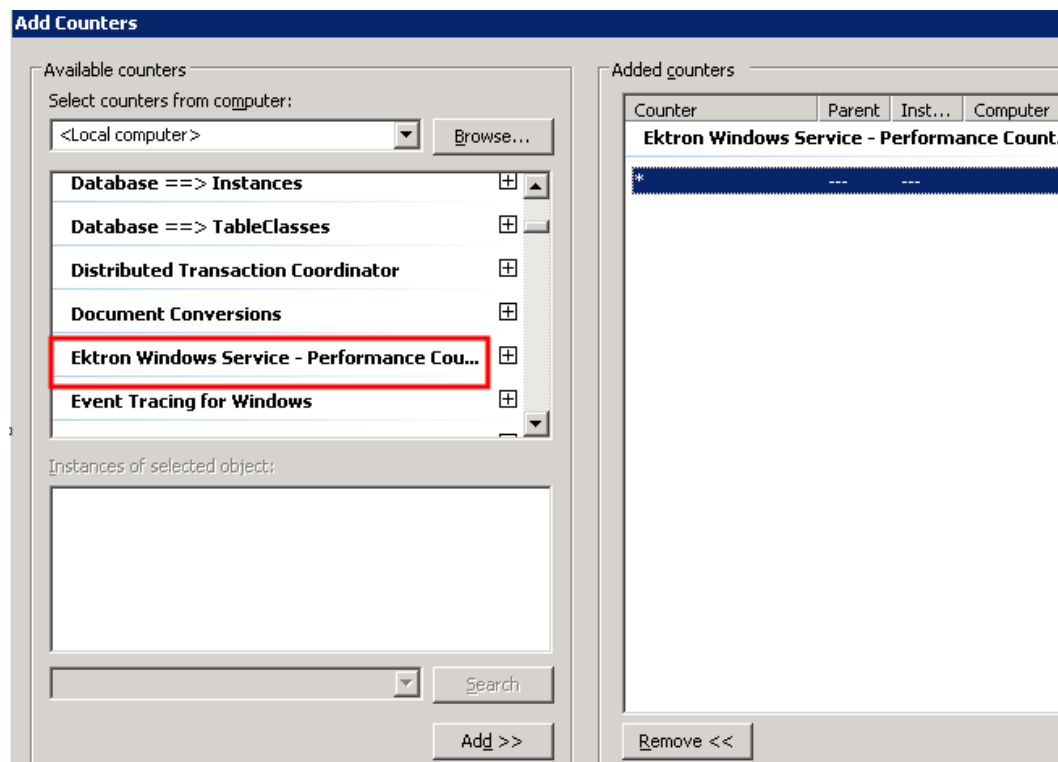 Add Counters
Available counters
Select counters from computer:
<Local computer>
Browse...
Database ==> Instances
Database ==> TableClasses
Distributed Transaction Coordinator
Document Conversions
Ektron Windows Service - Performance Cou...
Event Tracing for Windows
Instances of selected object:
Search
Add >>
Added counters
Counter Parent Inst... Computer
Ektron Windows Service - Performance Count.
* --- ---
Remove <<